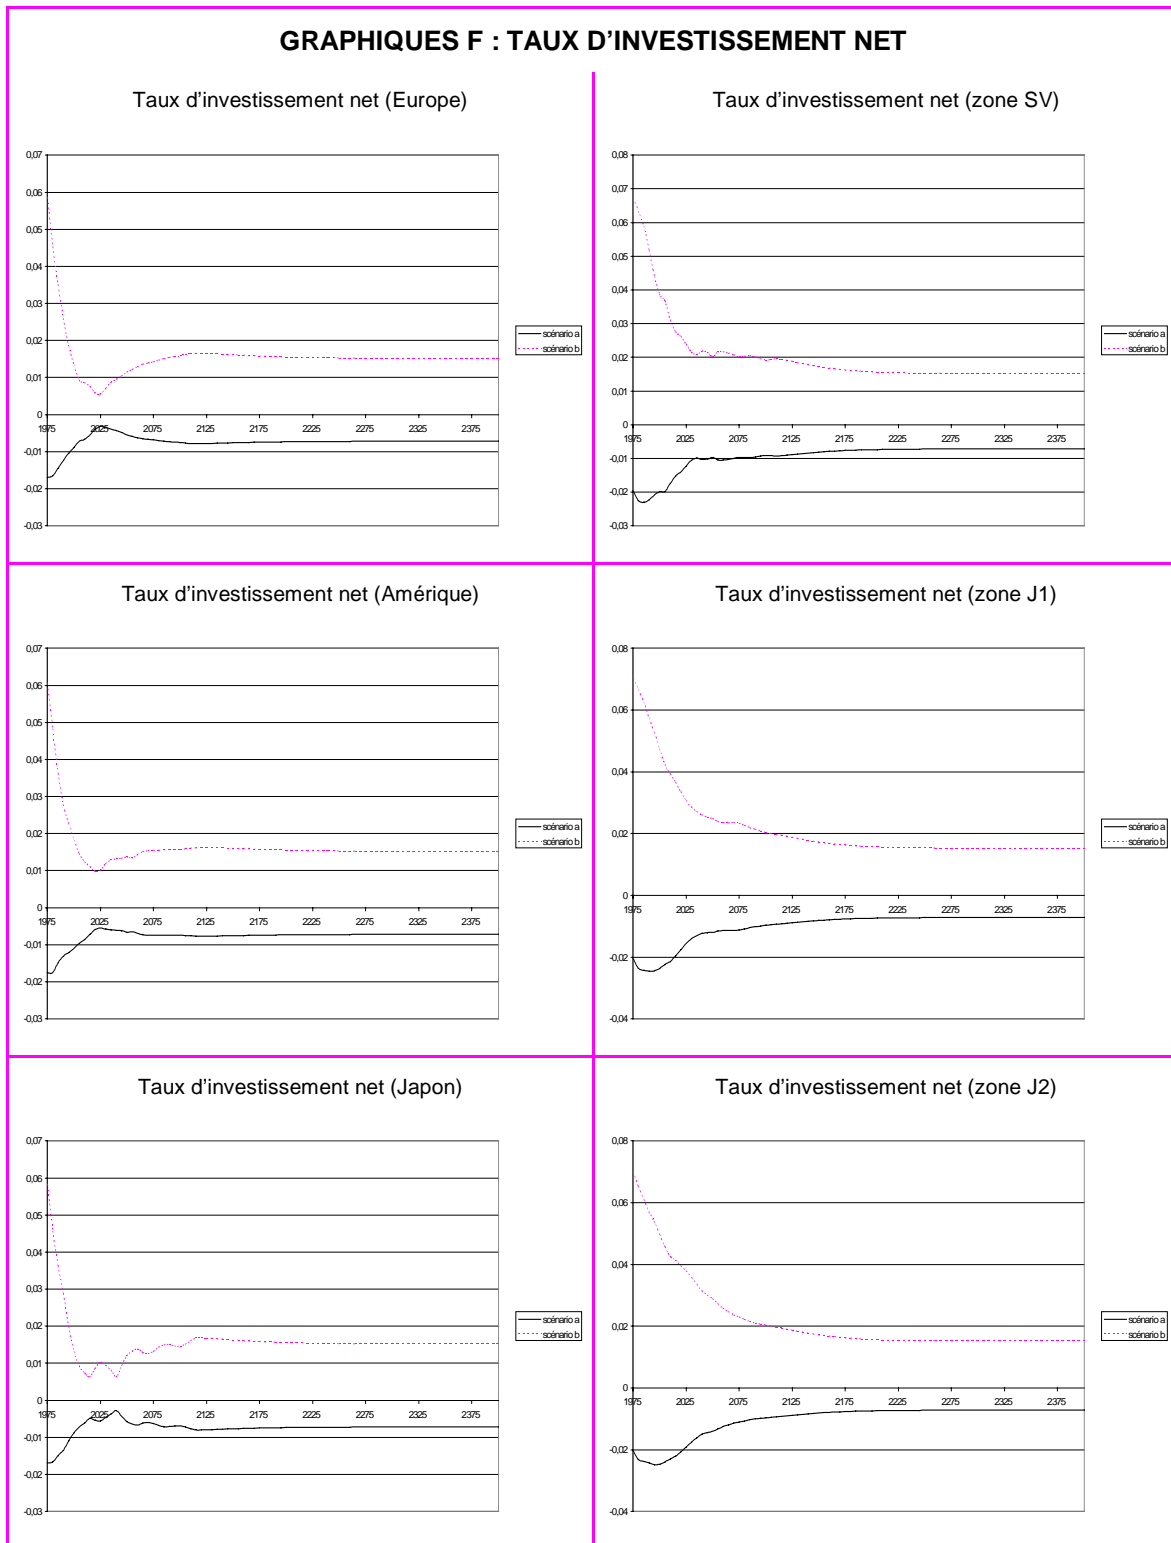 GRAPHIQUES F : TAUX D'INVESTISSEMENT NET
Taux d'investissement net (Europe)
0,07
0,06
0,05
0,04
0,03
0,02
0,01
0
-0,01
-0,02
-0,03
1975 2025 2075 2125 2175 2225 2275 2325 2375
scénario a
scénario b
Taux d'investissement net (zone SV)
0,08
0,07
0,06
0,05
0,04
0,03
0,02
0,01
0
-0,01
-0,02
-0,03
1975 2025 2075 2125 2175 2225 2275 2325 2375
scénario a
scénario b
Taux d'investissement net (Amérique)
0,07
0,06
0,05
0,04
0,03
0,02
0,01
0
-0,01
-0,02
-0,03
1975 2025 2075 2125 2175 2225 2275 2325 2375
scénario a
scénario b
Taux d'investissement net (zone J1)
0,08
0,06
0,04
0,02
0
-0,02
-0,04
1975 2025 2075 2125 2175 2225 2275 2325 2375
scénario a
scénario b
Taux d'investissement net (Japon)
0,07
0,06
0,05
0,04
0,03
0,02
0,01
0
-0,01
-0,02
-0,03
1975 2025 2075 2125 2175 2225 2275 2325 2375
scénario a
scénario b
Taux d'investissement net (zone J2)
0,08
0,06
0,04
0,02
0
-0,02
-0,04
1975 2025 2075 2125 2175 2225 2275 2325 2375
scénario a
scénario b